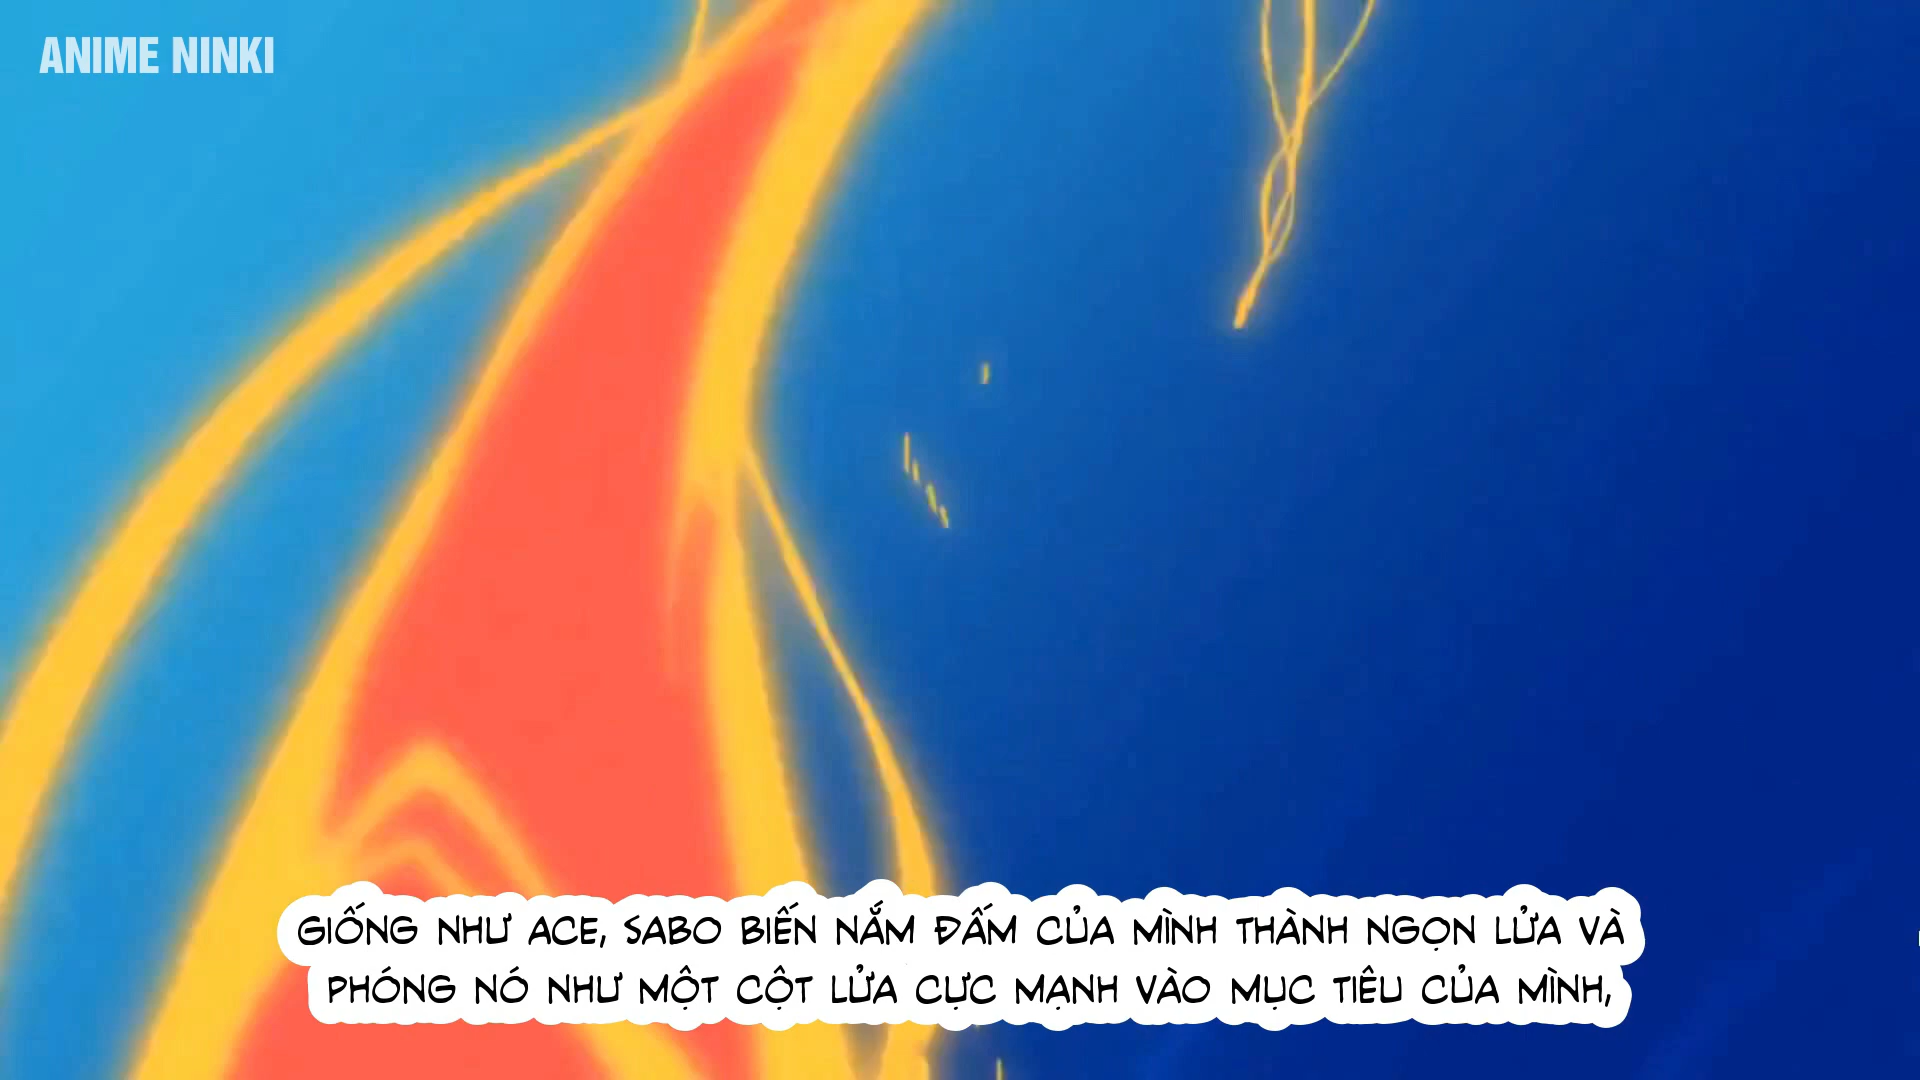 ANIME NINKI
GIỐNG NHƯ ACE, SABO BIẾN NẮM ĐẤM CỦA MÌNH THÀNH NGỌN LỬA VÀ
PHÓNG NÓ NHƯ MỘT CỘT LỬA CỰC MẠNH VÀO MỤC TIÊU CỦA MÌNH,